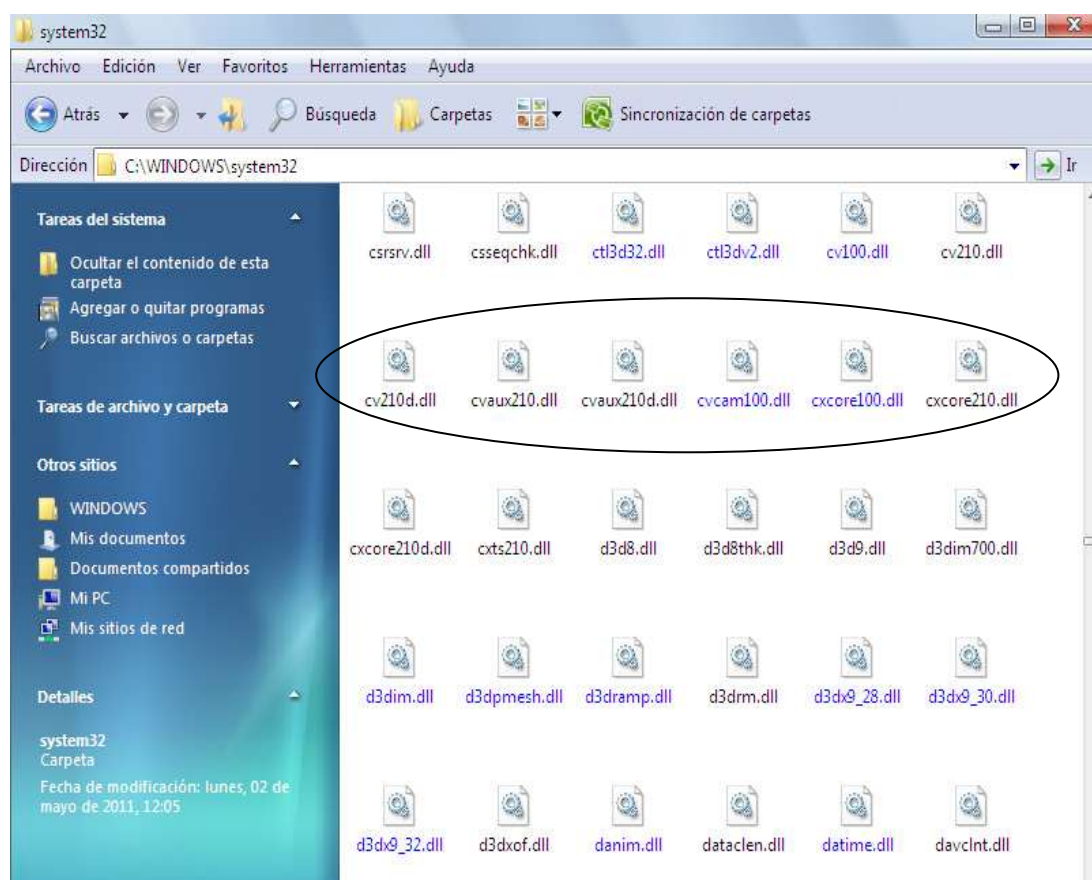 system32
Archivo Edición Ver Favoritos Herramientas Ayuda
Atrás Búsqueda Carpetas Sincronización de carpetas
Dirección C:\WINDOWS\system32 Ir
Tareas del sistema
Ocultar el contenido de esta
carpeta
Agregar o quitar programas
Buscar archivos o carpetas
Tareas de archivo y carpeta
Otros sitios
WINDOWS
Mis documentos
Documentos compartidos
Mi PC
Mis sitios de red
Detalles
system32
Carpeta
Fecha de modificación: lunes, 02 de
mayo de 2011, 12:05
csrsrv.dll csseqchk.dll ctl3d32.dll ctl3dv2.dll cv100.dll cv210.dll
cv210d.dll cvaux210.dll cvaux210d.dll cvcam100.dll cxcore100.dll cxcore210.dll
cxcore210d.dll cxts210.dll d3d8.dll d3d8thk.dll d3d9.dll d3dim700.dll
d3dim.dll d3dpmesh.dll d3dramp.dll d3drm.dll d3dx9_28.dll d3dx9_30.dll
d3dx9_32.dll d3dxof.dll danim.dll dataclen.dll datime.dll davclnt.dll